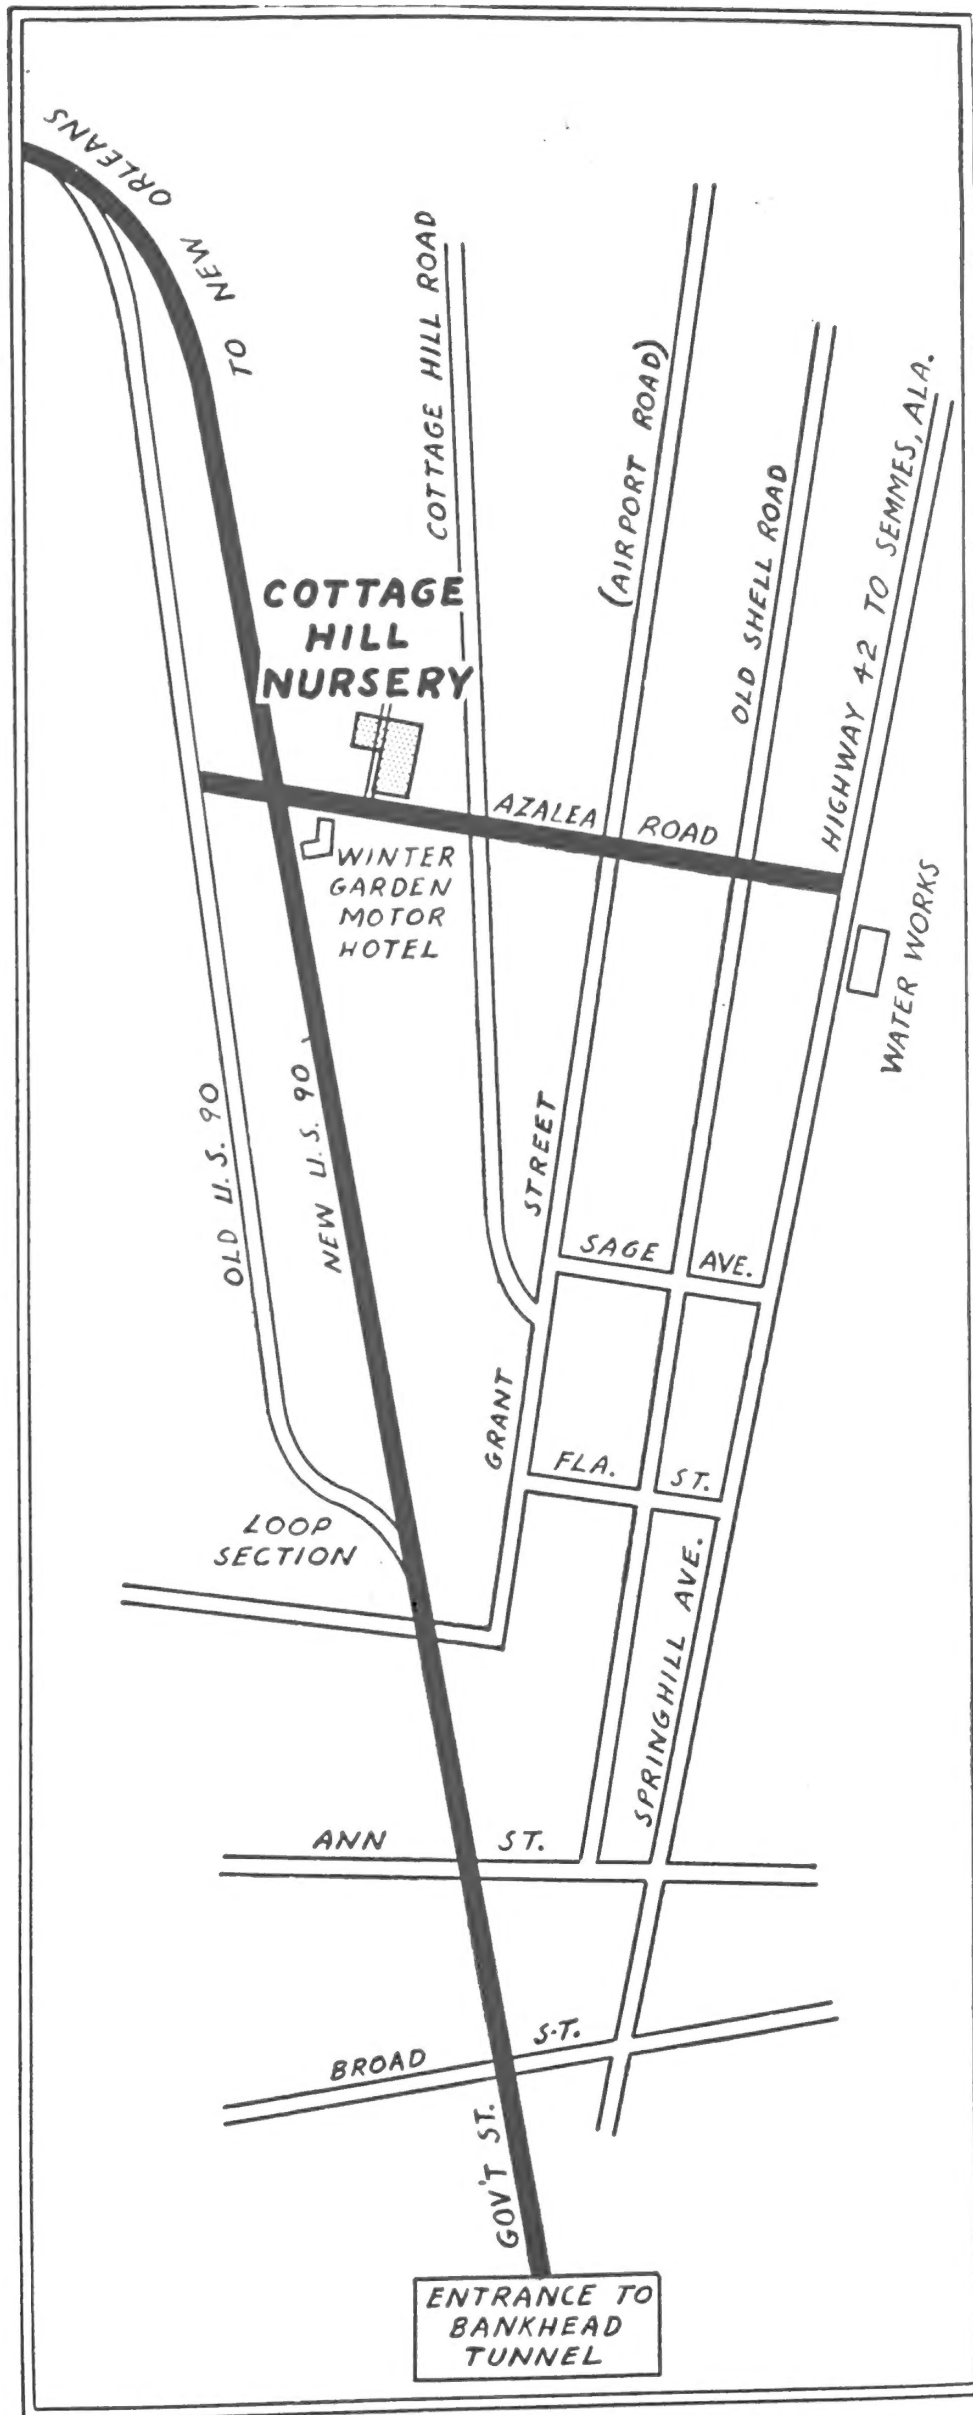 TO NEW ORLEANS
COTTAGE HILL ROAD
(AIRPORT ROAD)
OLD SHELL ROAD
HIGHWAY 42 TO SEMMES, ALA.
COTTAGE
HILL
NURSERY
AZALEA ROAD
WINTER
GARDEN
MOTOR
HOTEL
WATER WORKS
OLD U.S. 90
NEW U.S. 90
GRANT STREET
SAGE AVE.
FLA. ST.
LOOP
SECTION
SPRINGHILL AVE.
ANN ST.
BROAD ST.
GOV'T ST.
ENTRANCE TO
BANKHEAD
TUNNEL